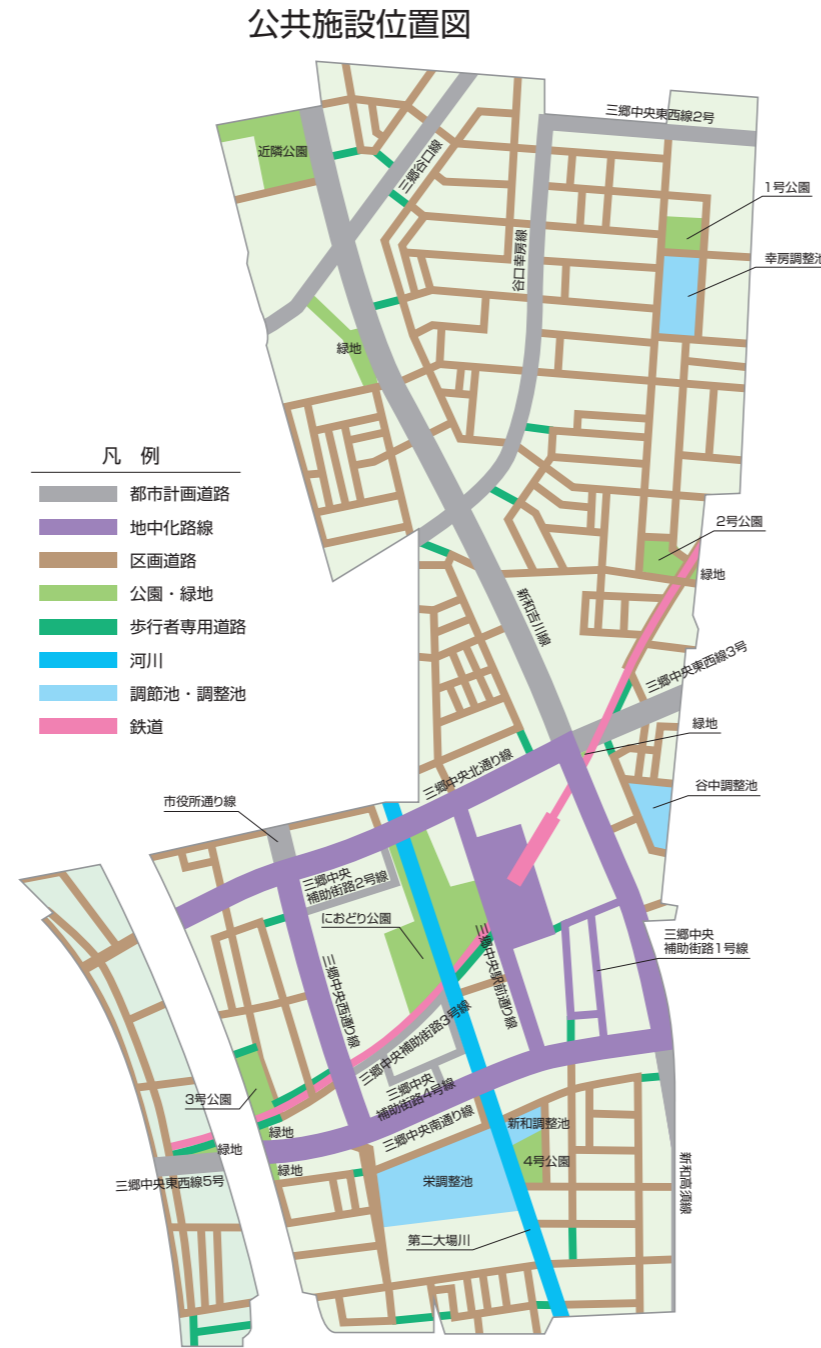 公共施設位置図
三郷中央東西線2号
近隣公園
三郷谷口線
1号公園
谷口幸房線
幸房調整池
緑地
凡 例
都市計画道路
地中化路線
区画道路
公園・緑地
歩行者専用道路
河川
調節池・調整池
鉄道
2号公園
緑地
新和吉川線
三郷中央東西線3号
緑地
三郷中央北通り線
谷中調整池
市役所通り線
三郷中央
補助街路2号線
におどり公園
三郷中央駅前通り線
三郷中央
補助街路1号線
三郷中央西通り線
三郷中央補助街路3号線
三郷中央
補助街路4号線
3号公園
緑地
三郷中央南通り線
新和調整池
緑地
緑地
4号公園
三郷中央東西線5号
栄調整池
新和高須線
第二大場川